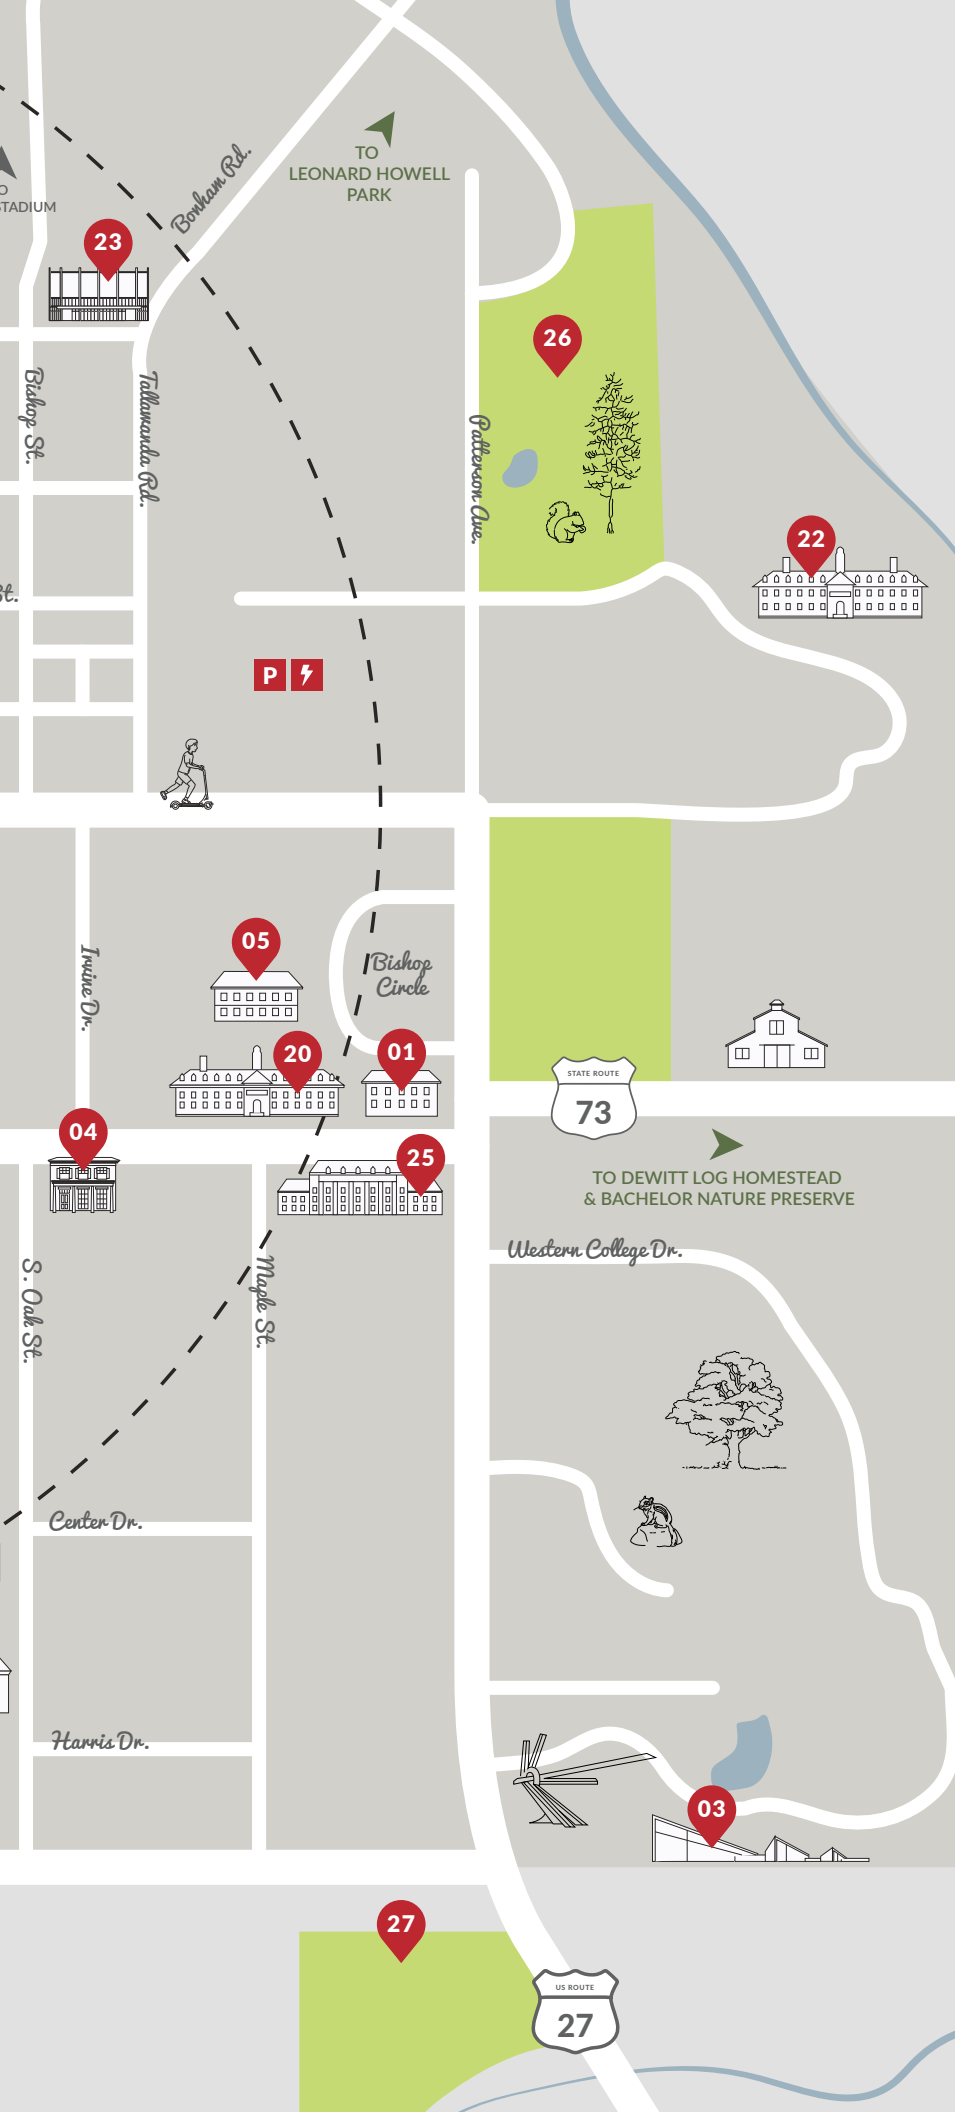 Bonham Rd.
TO
LEONARD HOWELL
PARK
O
STADIUM
23
26
Bishop St.
Tallawanda Rd.
Patterson Ave.
22
St.
P
05
Bishop
Circle
Irvine Dr.
20
01
STATE ROUTE
73
04
25
TO DEWITT LOG HOMESTEAD
& BACHELOR NATURE PRESERVE
Western College Dr.
S. Oak St.
Maple St.
Center Dr.
Harris Dr.
03
27
US ROUTE
27